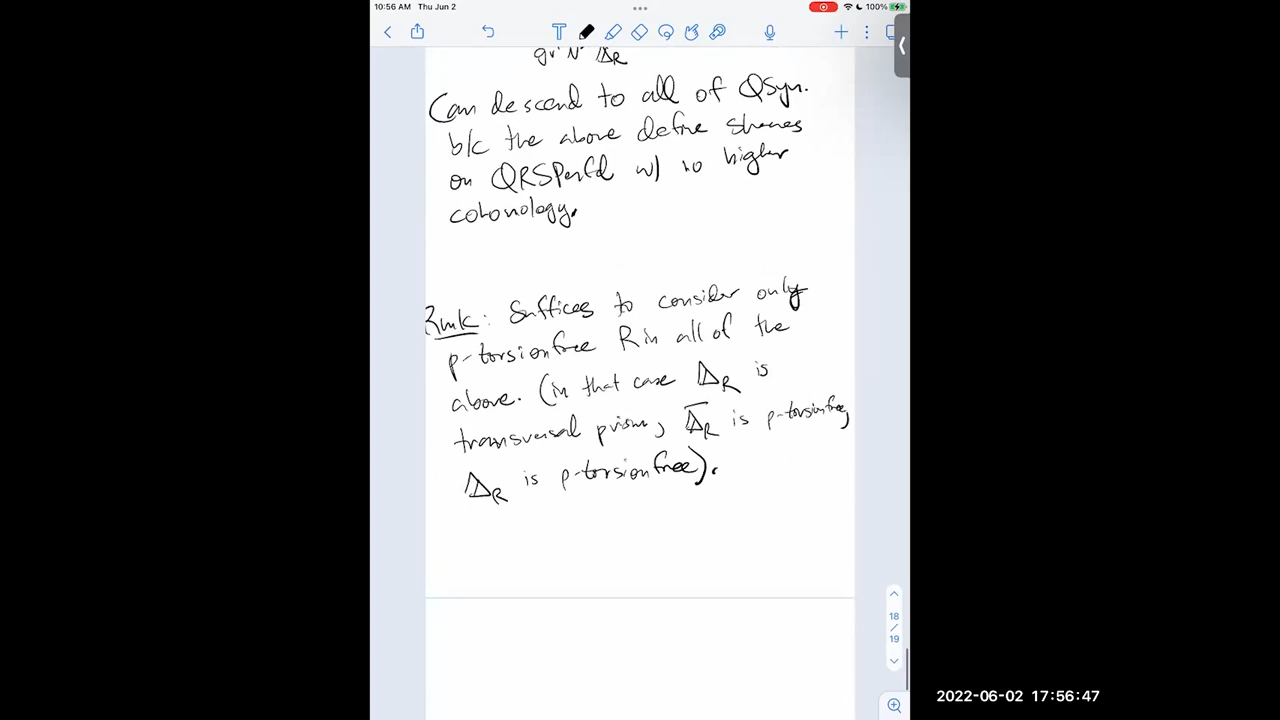 10:56 AM Thu Jun 2
100%
gr N Δ_R
Can descend to all of QSyn.
b/c the above define sheaves
on QRSPerfd w/ no higher
cohomology.
Rmk: Suffices to consider only
p-torsionfree R in all of the
above. (in that case Δ_R is
transversal prism, Δ̅_R is p-torsionfree,
Δ_R is p-torsionfree).
18
/
19
2022-06-02 17:56:47